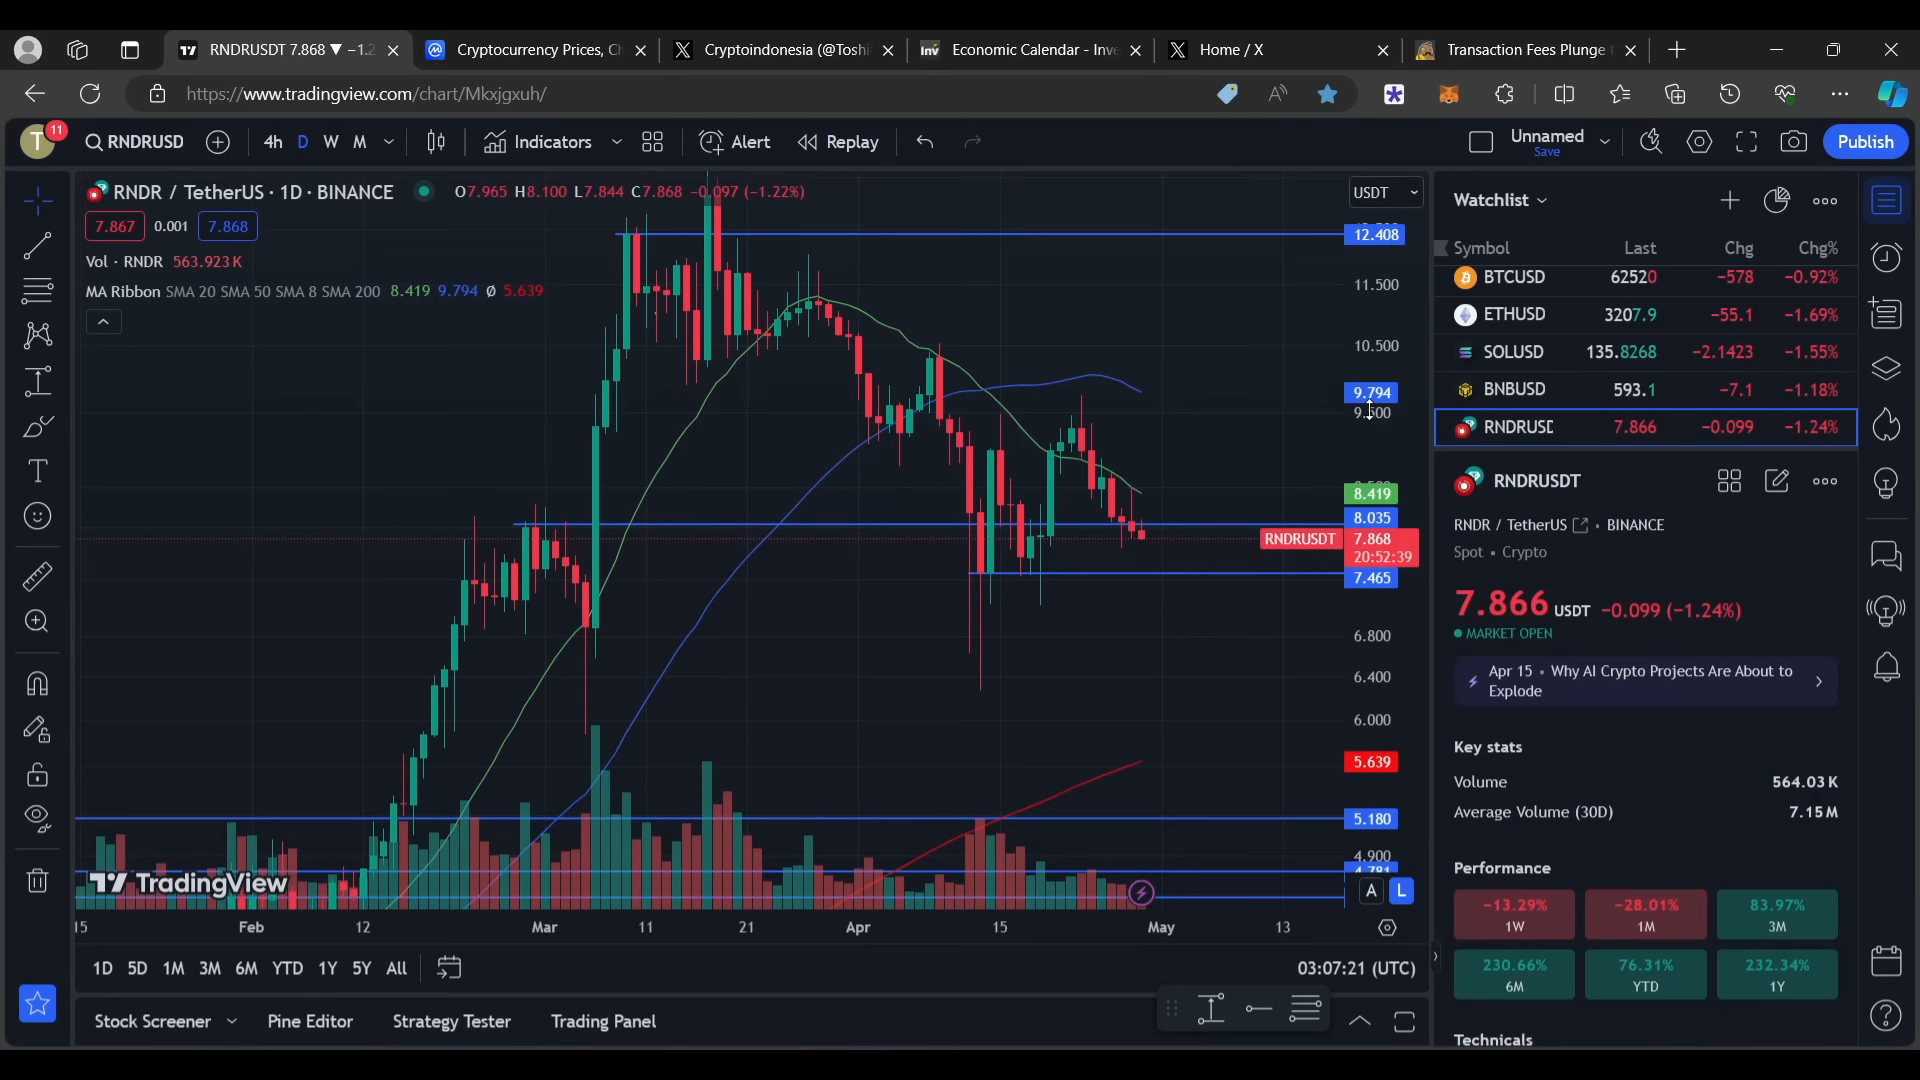 RNDRUSDT 7.868 ▼ −1.2
Cryptocurrency Prices, C
Cryptoindonesia (@Toshi
Inv
Economic Calendar - Inve
Home / X
Transaction Fees Plunge
https://www.tradingview.com/chart/Mkxjgxuh/
T
11
RNDRUSD
4h
D
W
M
Indicators
Alert
Replay
Unnamed
Save
Publish
RNDR / TetherUS · 1D · BINANCE
O7.965 H8.100 L7.844 C7.868 −0.097 (−1.22%)
7.867
0.001
7.868
Vol · RNDR 563.923K
MA Ribbon SMA 20 SMA 50 SMA 8 SMA 200 8.419 9.794 Ø 5.639
USDT
12.408
11.500
10.500
9.794
8.419
8.035
RNDRUSDT
7.868
20:52:39
7.465
6.800
6.400
6.000
5.639
5.180
4.900
A
L
TradingView
15
Feb
12
Mar
11
21
Apr
15
May
13
1D 5D 1M 3M 6M YTD 1Y 5Y All
03:07:21 (UTC)
Stock Screener
Pine Editor
Strategy Tester
Trading Panel
Watchlist
Symbol Last Chg Chg%
BTCUSD 62520 −578 −0.92%
ETHUSD 3207.9 −55.1 −1.69%
SOLUSD 135.8268 −2.1423 −1.55%
BNBUSD 593.1 −7.1 −1.18%
RNDRUSD 7.866 −0.099 −1.24%
RNDRUSDT
RNDR / TetherUS • BINANCE
Spot • Crypto
7.866 USDT −0.099 (−1.24%)
MARKET OPEN
Apr 15 • Why AI Crypto Projects Are About to
Explode
Key stats
Volume 564.03K
Average Volume (30D) 7.15M
Performance
−13.29%
1W
−28.01%
1M
83.97%
3M
230.66%
6M
76.31%
YTD
232.34%
1Y
Technicals